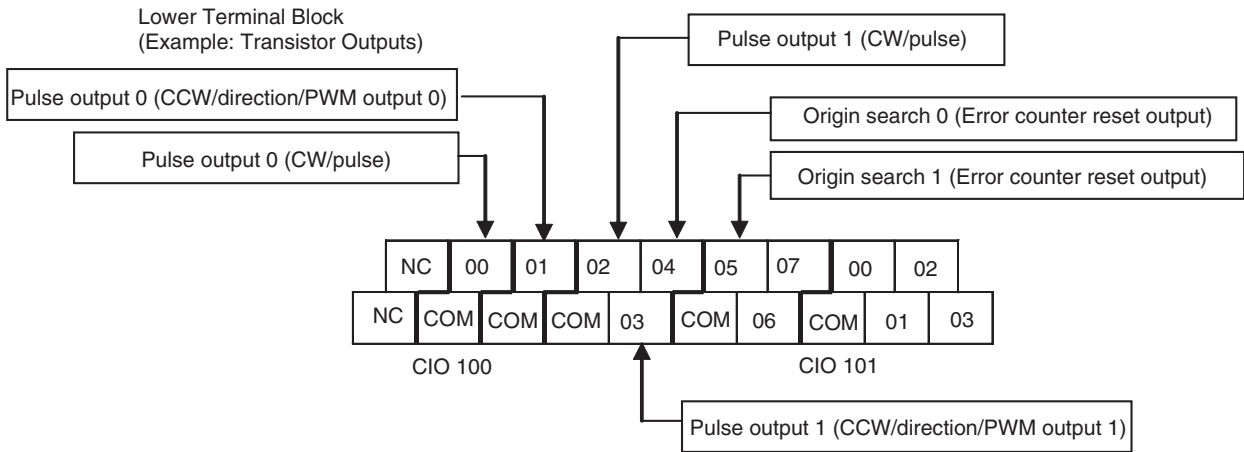 Lower Terminal Block
(Example: Transistor Outputs)
Pulse output 1 (CW/pulse)
Pulse output 0 (CCW/direction/PWM output 0)
Origin search 0 (Error counter reset output)
Pulse output 0 (CW/pulse)
Origin search 1 (Error counter reset output)
NC 00 01 02 04 05 07 00 02
NC COM COM COM 03 COM 06 COM 01 03
CIO 100 CIO 101
Pulse output 1 (CCW/direction/PWM output 1)